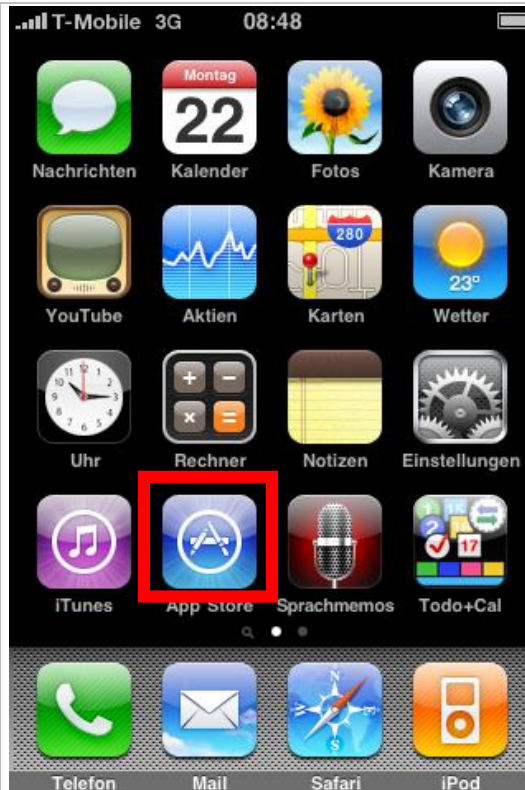 T-Mobile 3G 08:48
Montag
22
Nachrichten Kalender Fotos Kamera
280
23°
YouTube Aktien Karten Wetter
Uhr Rechner Notizen Einstellungen
17
iTunes App Store Sprachmemos Todo+Cal
Telefon Mail Safari iPod